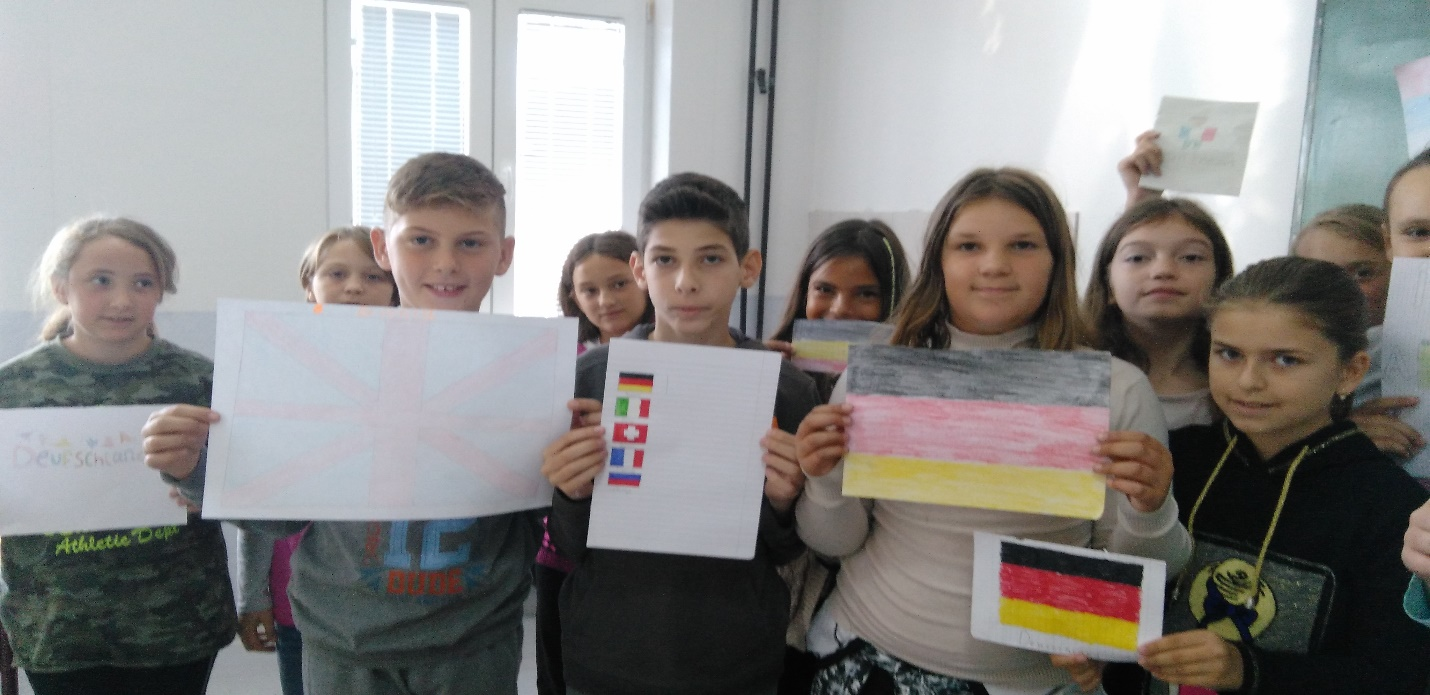 Deutschland
Athletic Dept
12
DUDE